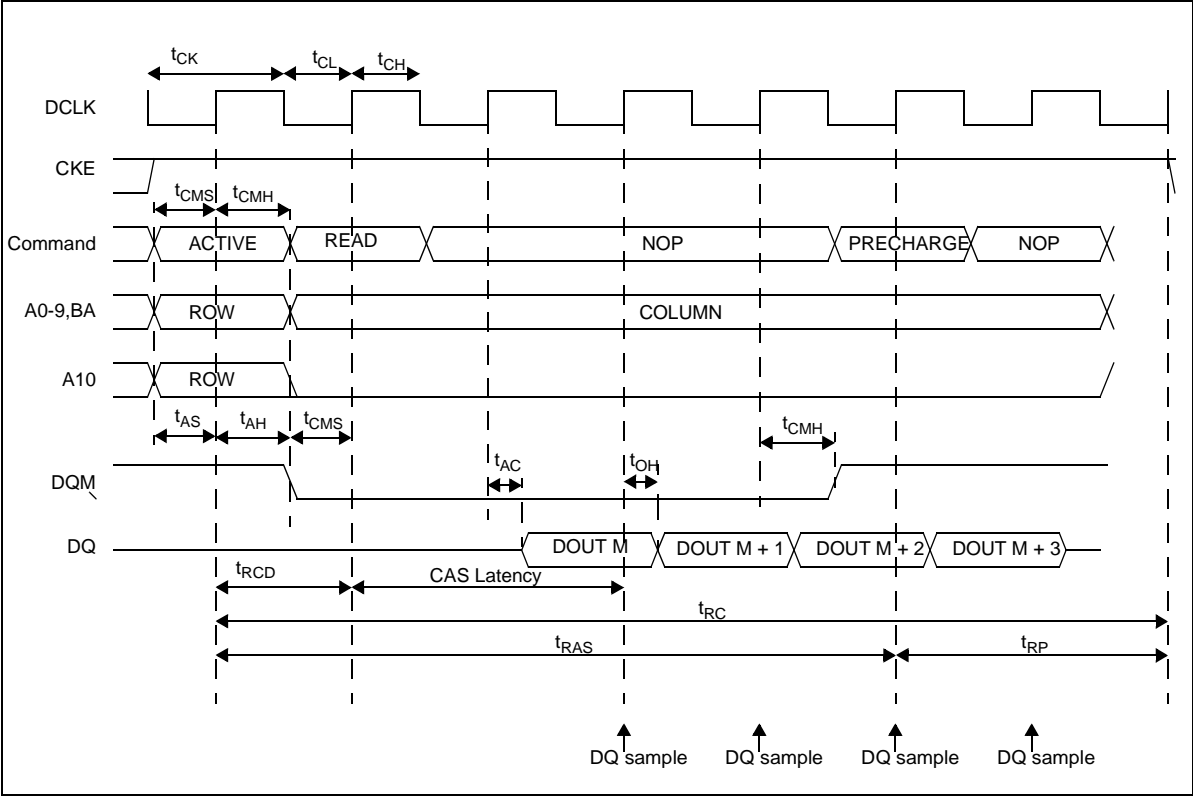 tCK tCL tCH
DCLK
CKE
tCMS tCMH
Command ACTIVE READ NOP PRECHARGE NOP
A0-9,BA ROW COLUMN
A10 ROW
tAS tAH tCMS tCMH
tAC tOH
DQM
DQ DOUT M DOUT M + 1 DOUT M + 2 DOUT M + 3
tRCD CAS Latency
tRC
tRAS tRP
DQ sample DQ sample DQ sample DQ sample